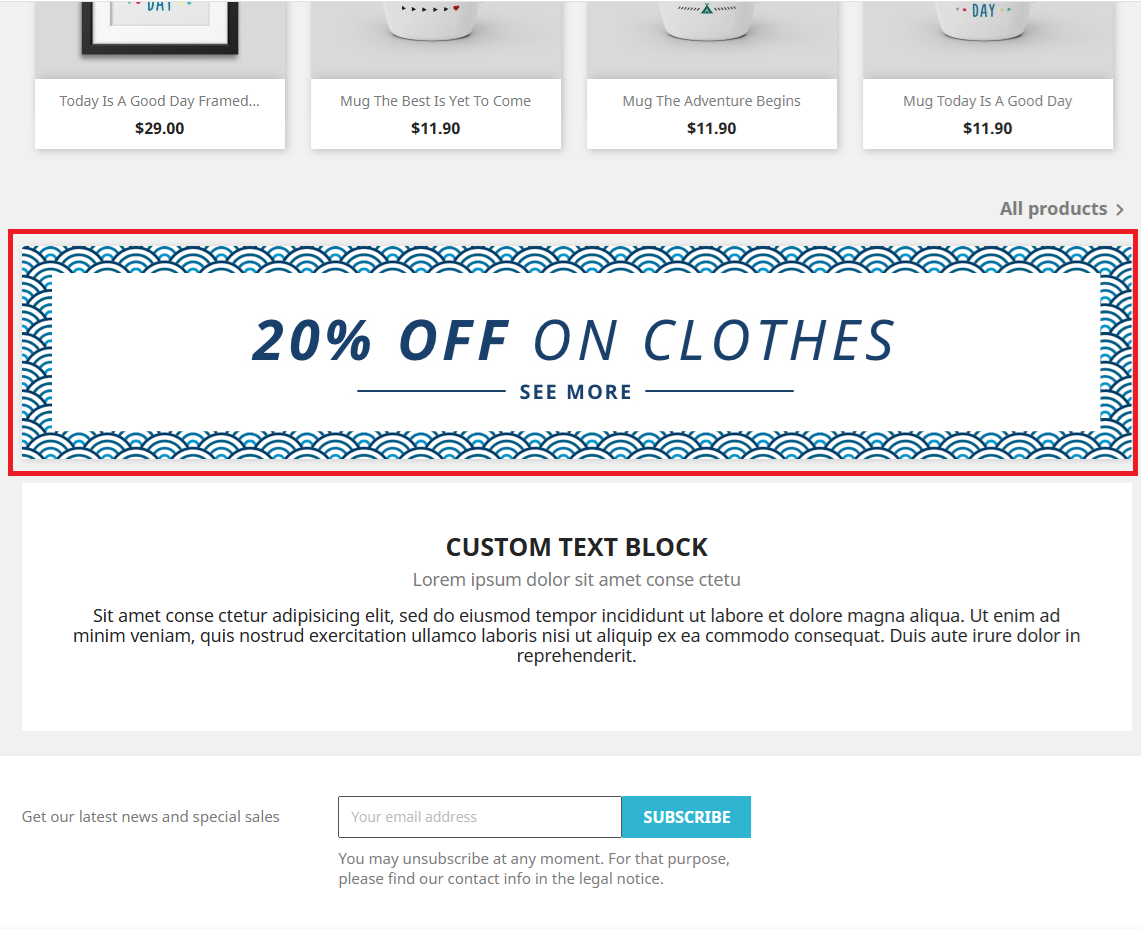 DAY
DAY
Today Is A Good Day Framed...
$29.00
Mug The Best Is Yet To Come
$11.90
Mug The Adventure Begins
$11.90
Mug Today Is A Good Day
$11.90
All products
20% OFF ON CLOTHES
SEE MORE
CUSTOM TEXT BLOCK
Lorem ipsum dolor sit amet conse ctetu
Sit amet conse ctetur adipisicing elit, sed do eiusmod tempor incididunt ut labore et dolore magna aliqua. Ut enim ad
minim veniam, quis nostrud exercitation ullamco laboris nisi ut aliquip ex ea commodo consequat. Duis aute irure dolor in
reprehenderit.
Get our latest news and special sales
Your email address
SUBSCRIBE
You may unsubscribe at any moment. For that purpose,
please find our contact info in the legal notice.